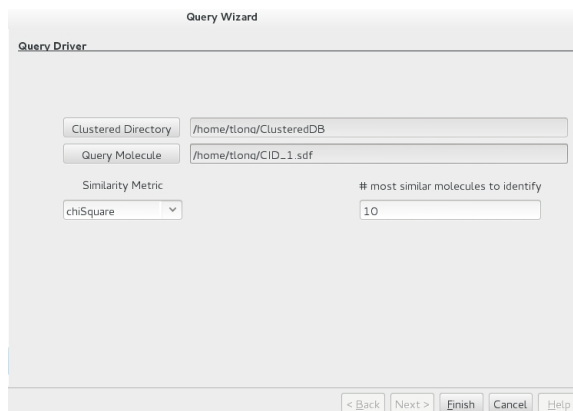 Query Wizard
Query Driver
Clustered Directory /home/tlong/ClusteredDB
Query Molecule /home/tlong/CID_1.sdf
Similarity Metric # most similar molecules to identify
chiSquare 10
< Back Next > Finish Cancel Help